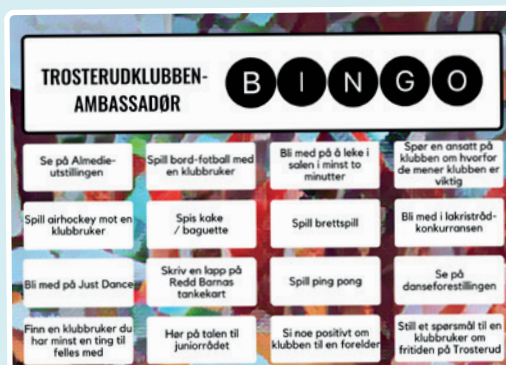 TROSTERUDKLUBBEN-
AMBASSADØR
BINGO
Se på Almedie-
utstillingen
Spill bord-fotball med
en klubbruker
Bli med på å leke i
salen i minst to
minutter
Spør en ansatt på
klubben om hvorfor
de mener klubben er
viktig
Spill airhockey mot en
klubbruker
Spis kake
/ baguette
Spill brettspill
Bli med i lakristråd-
konkurransen
Bli med på Just Dance
Skriv en lapp på
Redd Barnas
tankekart
Spill ping pong
Se på
danseforestillingen
Finn en klubbruker du
har minst en ting til
felles med
Hør på talen til
juniorrådet
Si noe positivt om
klubben til en forelder
Still et spørsmål til en
klubbruker om
fritiden på Trosterud